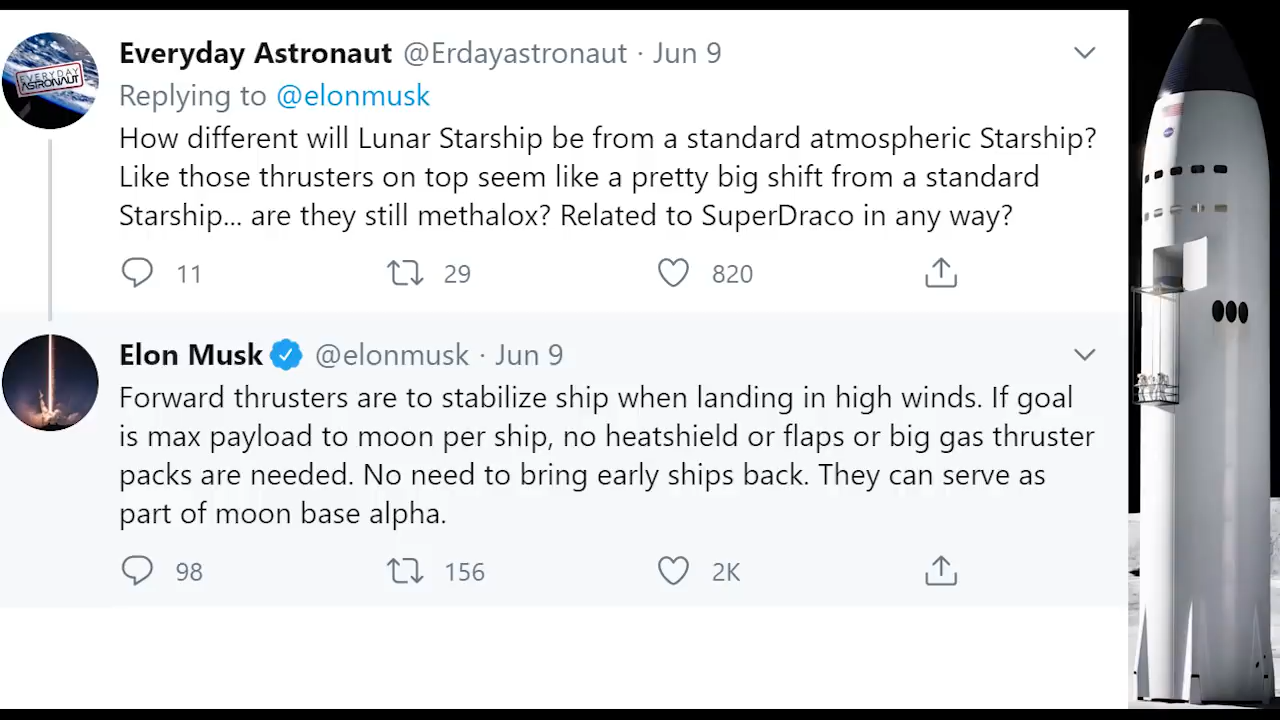 Everyday Astronaut @Erdayastronaut · Jun 9
Replying to @elonmusk
How different will Lunar Starship be from a standard atmospheric Starship?
Like those thrusters on top seem like a pretty big shift from a standard
Starship... are they still methalox? Related to SuperDraco in any way?
11 29 820
EVERYDAY
ASTRONAUT
Elon Musk @elonmusk · Jun 9
Forward thrusters are to stabilize ship when landing in high winds. If goal
is max payload to moon per ship, no heatshield or flaps or big gas thruster
packs are needed. No need to bring early ships back. They can serve as
part of moon base alpha.
98 156 2K